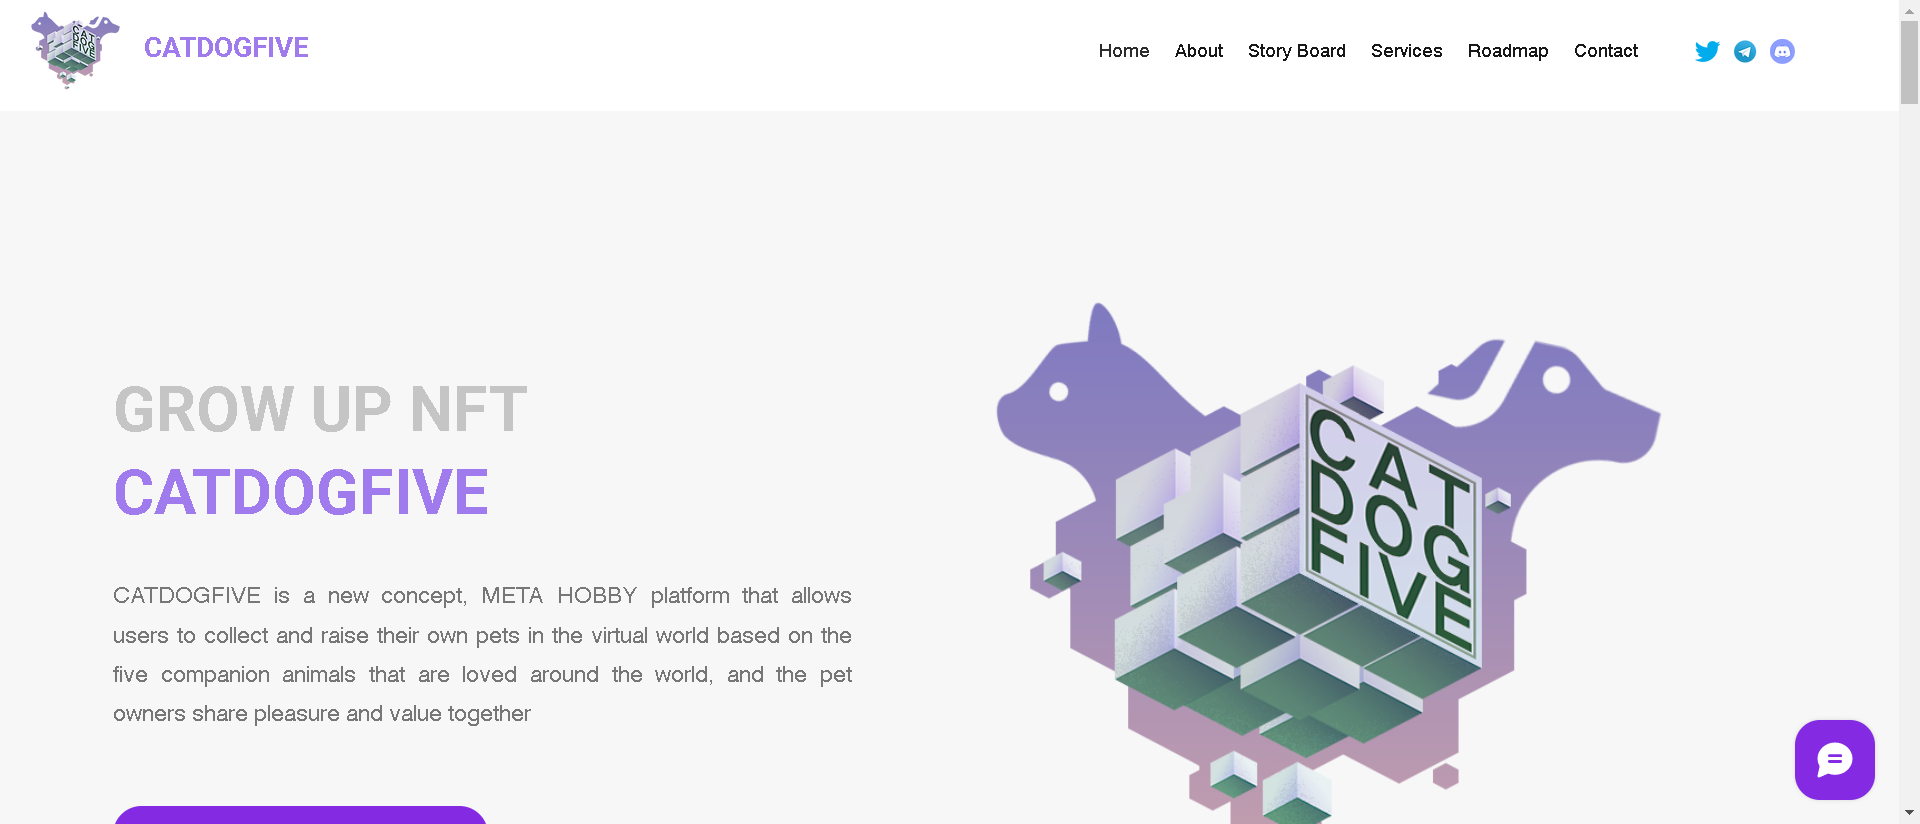 CAT
DOG
FIVE
CATDOGFIVE
Home About Story Board Services Roadmap Contact
GROW UP NFT
CATDOGFIVE
CATDOGFIVE is a new concept, META HOBBY platform that allows
users to collect and raise their own pets in the virtual world based on the
five companion animals that are loved around the world, and the pet
owners share pleasure and value together
CAT
DOG
FIVE